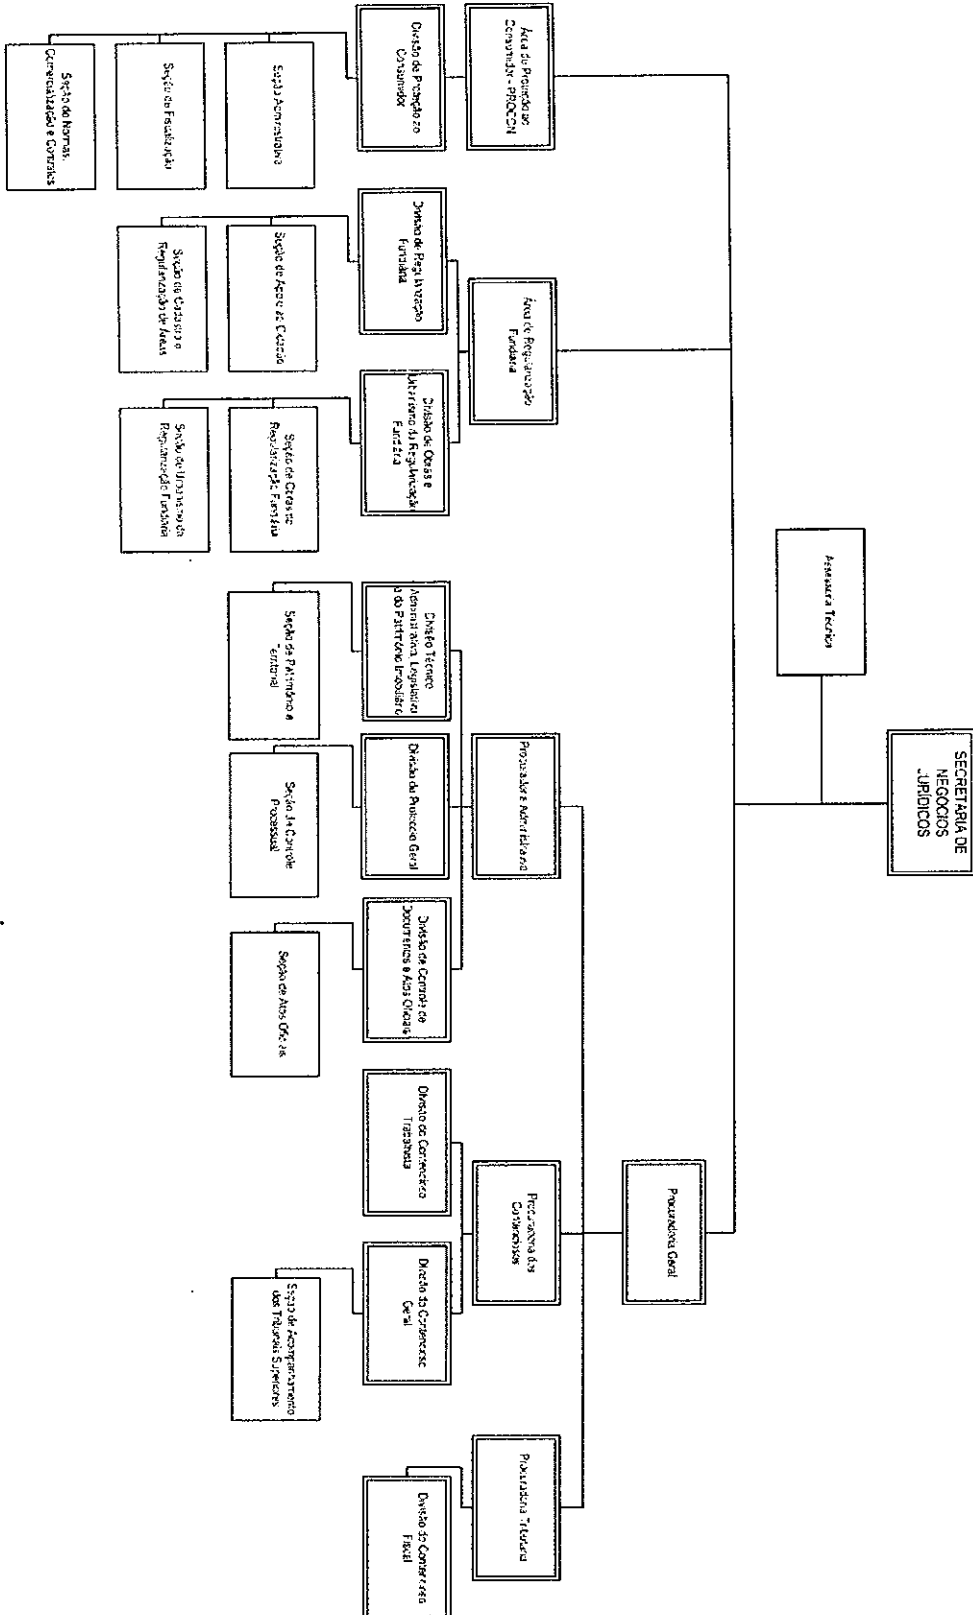 SECRETARIA DE
NEGÓCIOS
JURÍDICOS
Assessoria Técnica
Área de Proteção ao
Consumidor - PROCON
Área de Regularização
Fundiária
Procuradoria Geral
Divisão de Proteção ao
Consumidor
Seção Administrativa
Seção de Fiscalização
Seção de Normas,
Comercialização e Contratos
Divisão de Regularização
Fundiária
Seção de Apoio ao Cidadão
Seção de Cadastro e
Regularização de Áreas
Divisão de Obras e
Urbanismo da Regularização
Fundiária
Seção de Obras de
Regularização Fundiária
Seção de Urbanismo da
Regularização Fundiária
Procuradoria Administrativa
Procuradoria dos
Contenciosos
Procuradoria Tributária
Divisão Técnico
Administrativa, Legislativa
e do Patrimônio Imobiliário
Seção de Patrimônio e
Territorial
Divisão do Protocolo Geral
Seção de Controle
Processual
Divisão de Controle de
Documentos e Atos Oficiais
Seção de Atos Oficiais
Divisão do Contencioso
Trabalhista
Divisão do Contencioso
Geral
Seção de Acompanhamento
dos Tribunais Superiores
Divisão do Contencioso
Fiscal